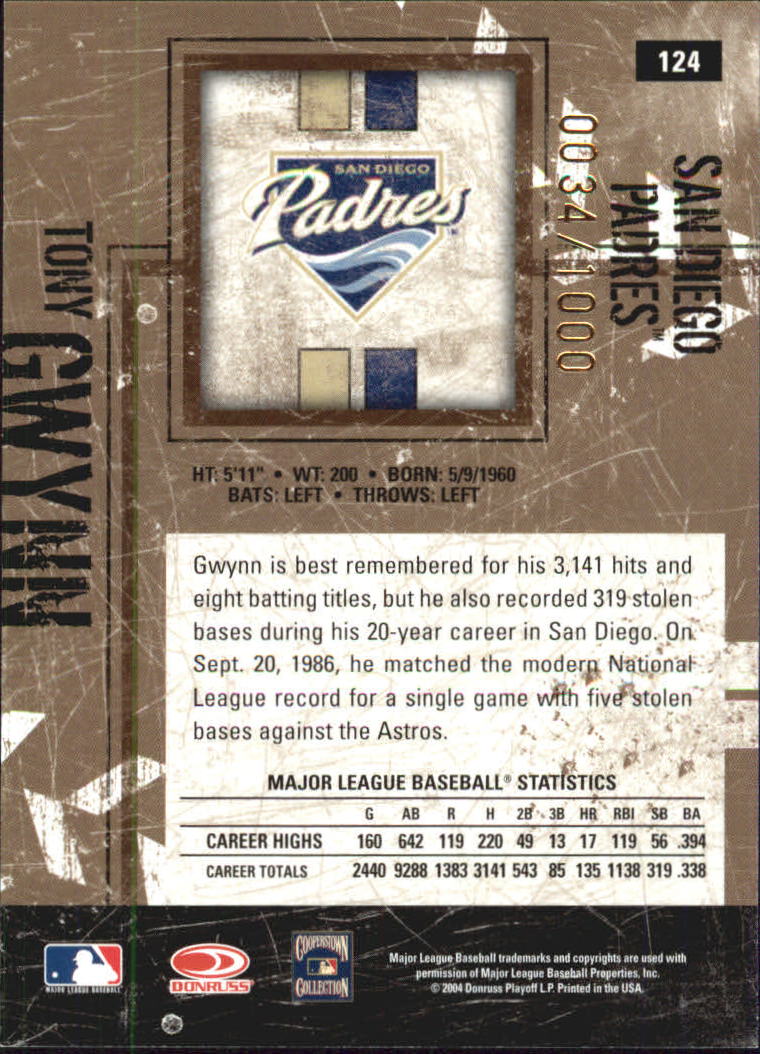 124
SAN DIEGO
PADRES™
0034/1000
SAN DIEGO
Padres™
TONY GWYNN
HT: 5'11" • WT: 200 • BORN: 5/9/1960
BATS: LEFT • THROWS: LEFT
Gwynn is best remembered for his 3,141 hits and
eight batting titles, but he also recorded 319 stolen
bases during his 20-year career in San Diego. On
Sept. 20, 1986, he matched the modern National
League record for a single game with five stolen
bases against the Astros.
MAJOR LEAGUE BASEBALL® STATISTICS
G AB R H 2B 3B HR RBI SB BA
CAREER HIGHS 160 642 119 220 49 13 17 119 56 .394
CAREER TOTALS 2440 9288 1383 3141 543 85 135 1138 319 .338
MAJOR LEAGUE BASEBALL
DONRUSS
COOPERSTOWN
COLLECTION
Major League Baseball trademarks and copyrights are used with
permission of Major League Baseball Properties, Inc.
© 2004 Donruss Playoff L.P. Printed in the USA.